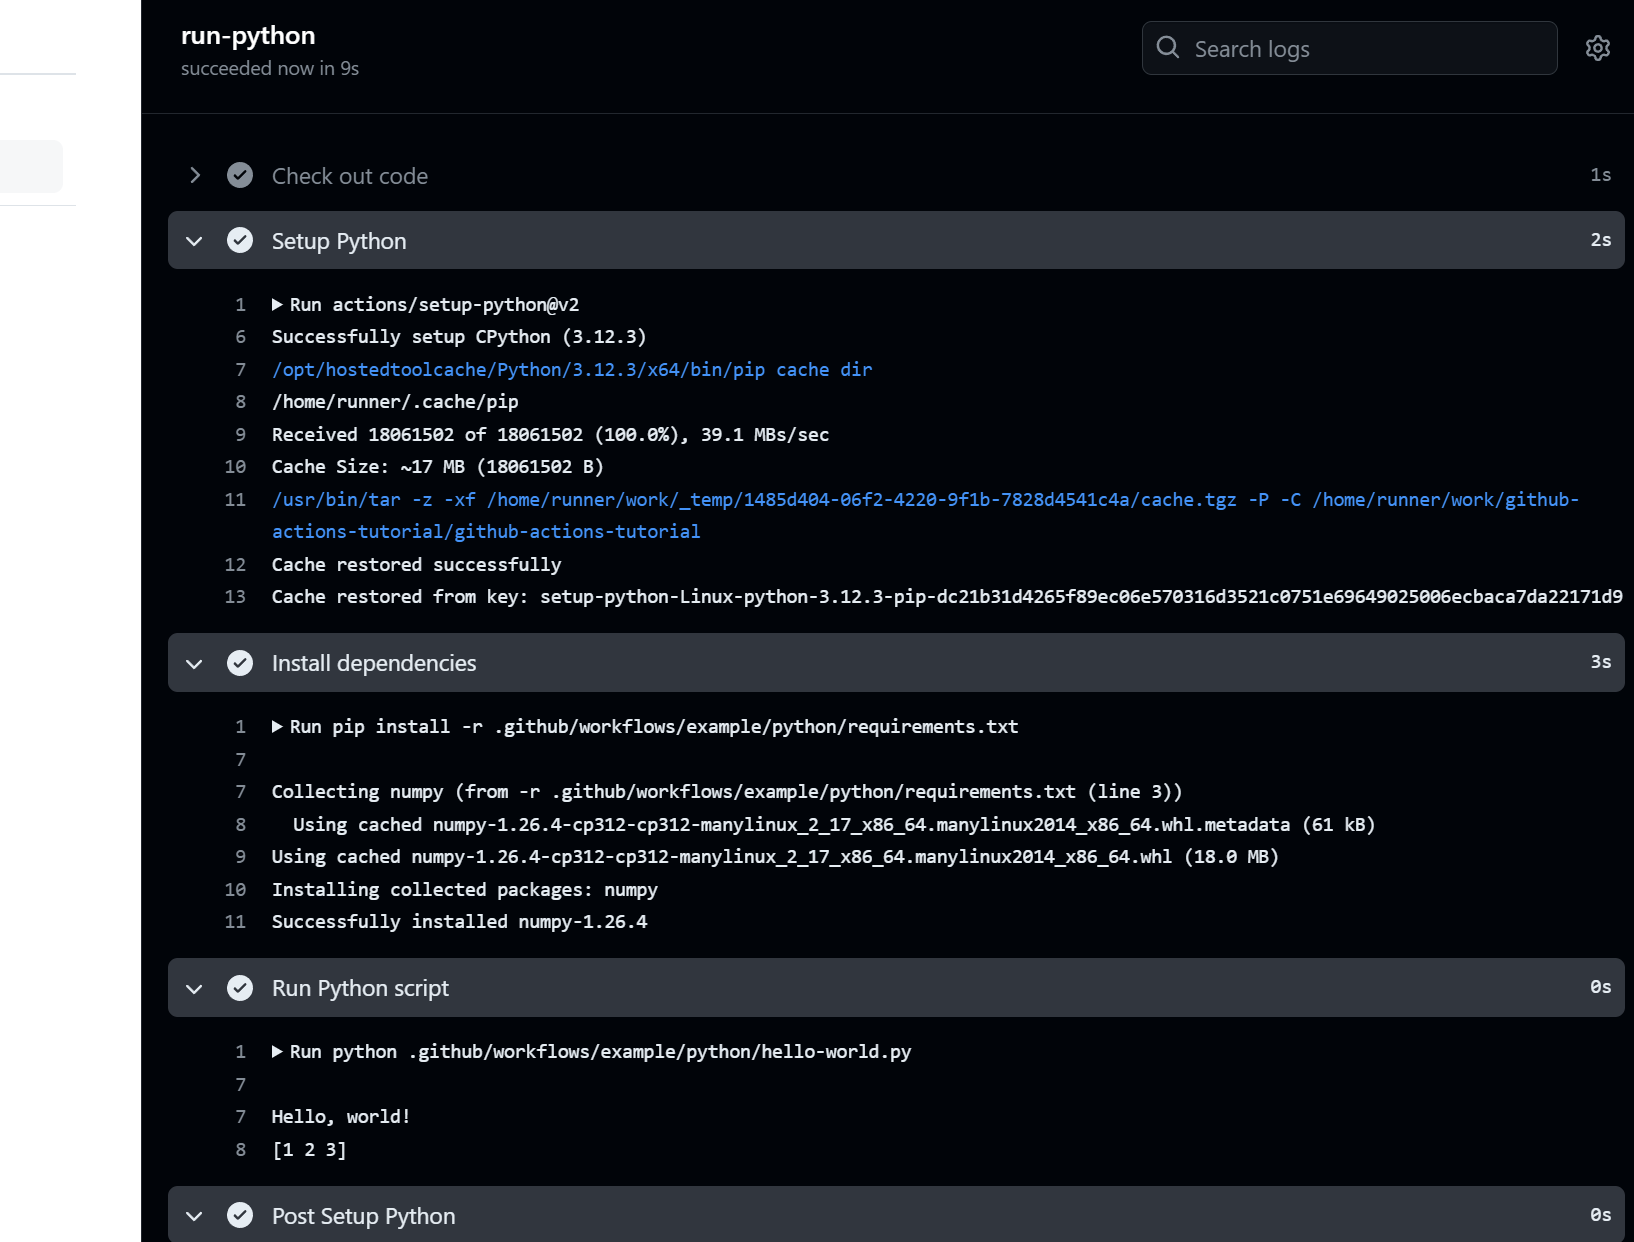 run-python
succeeded now in 9s
Search logs
Check out code 1s
Setup Python 2s
1 Run actions/setup-python@v2
6 Successfully setup CPython (3.12.3)
7 /opt/hostedtoolcache/Python/3.12.3/x64/bin/pip cache dir
8 /home/runner/.cache/pip
9 Received 18061502 of 18061502 (100.0%), 39.1 MBs/sec
10 Cache Size: ~17 MB (18061502 B)
11 /usr/bin/tar -z -xf /home/runner/work/_temp/1485d404-06f2-4220-9f1b-7828d4541c4a/cache.tgz -P -C /home/runner/work/github-
actions-tutorial/github-actions-tutorial
12 Cache restored successfully
13 Cache restored from key: setup-python-Linux-python-3.12.3-pip-dc21b31d4265f89ec06e570316d3521c0751e69649025006ecbaca7da22171d9
Install dependencies 3s
1 Run pip install -r .github/workflows/example/python/requirements.txt
7
7 Collecting numpy (from -r .github/workflows/example/python/requirements.txt (line 3))
8 Using cached numpy-1.26.4-cp312-cp312-manylinux_2_17_x86_64.manylinux2014_x86_64.whl.metadata (61 kB)
9 Using cached numpy-1.26.4-cp312-cp312-manylinux_2_17_x86_64.manylinux2014_x86_64.whl (18.0 MB)
10 Installing collected packages: numpy
11 Successfully installed numpy-1.26.4
Run Python script 0s
1 Run python .github/workflows/example/python/hello-world.py
7
7 Hello, world!
8 [1 2 3]
Post Setup Python 0s